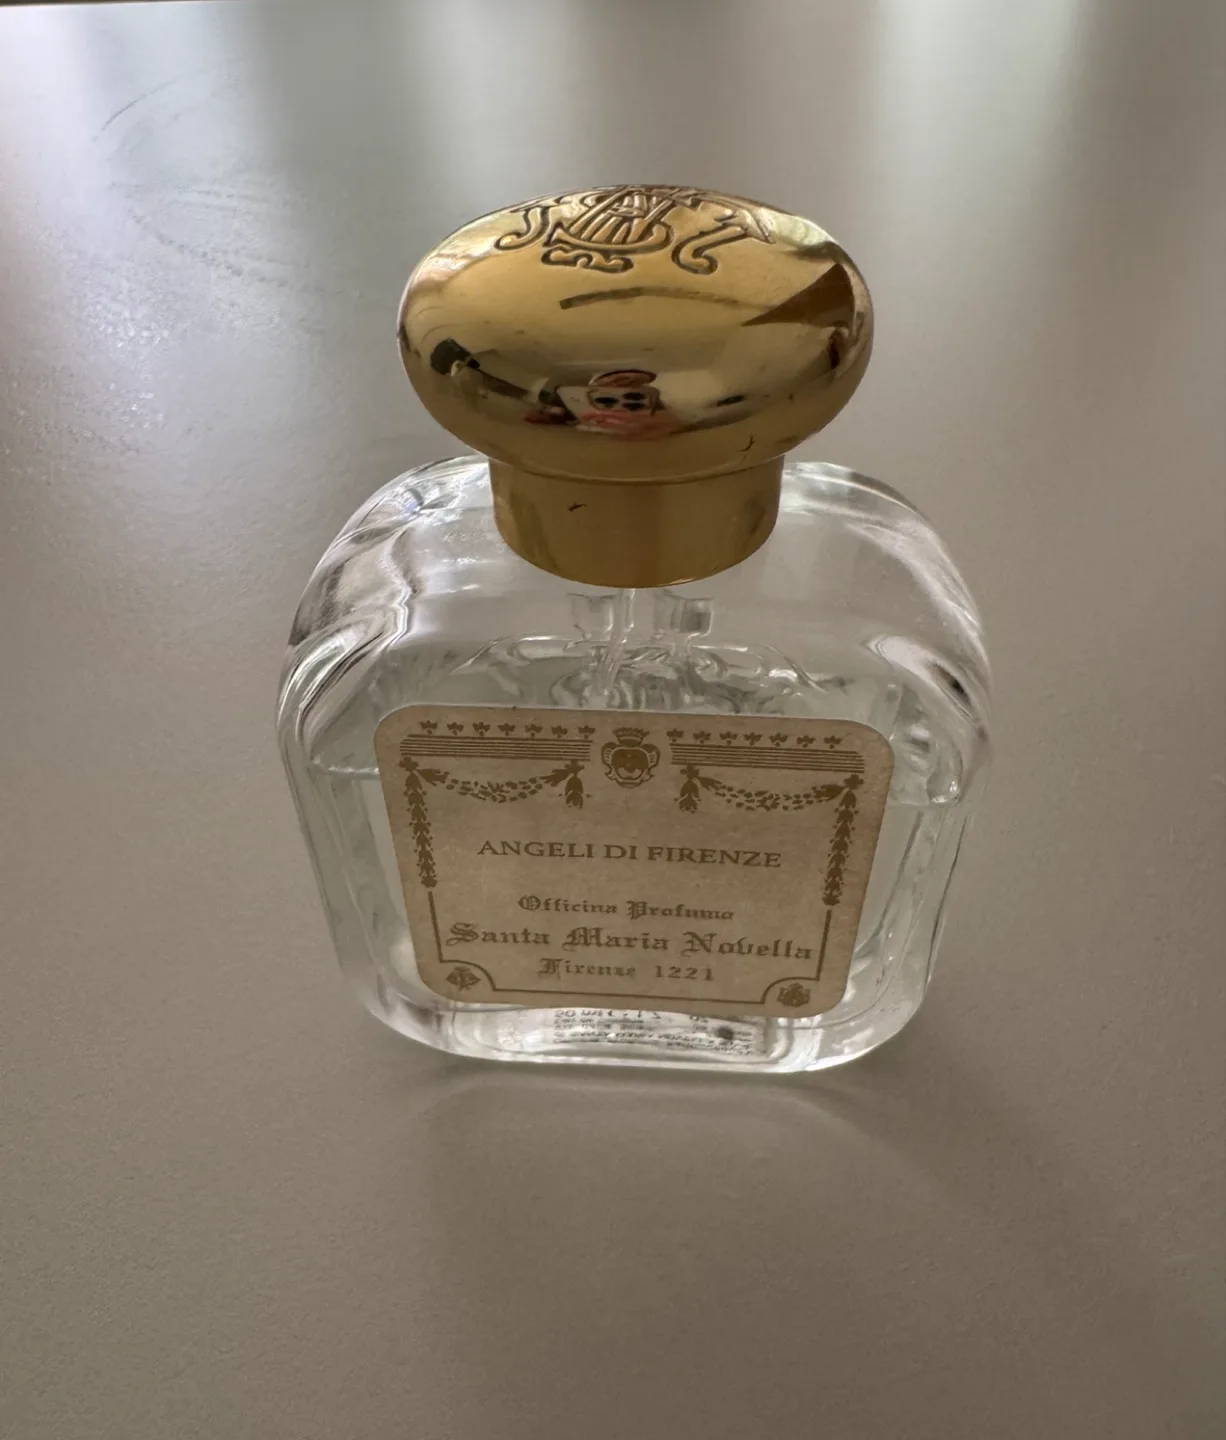 ANGELI DI FIRENZE
Officina Profumo
Santa Maria Novella
Firenze 1221